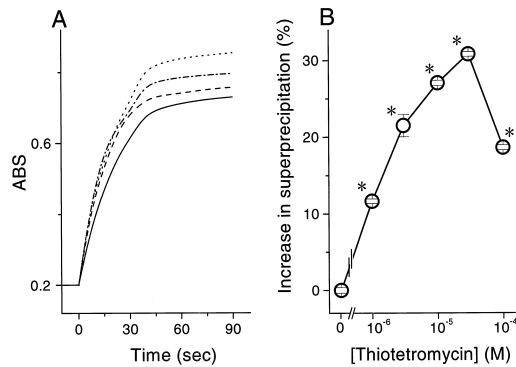 A
ABS
0.6
0.2
0 30 60 90
Time (sec)
B
Increase in superprecipitation (%)
30
20
10
0
* * * * *
0 10⁻⁶ 10⁻⁵ 10⁻⁴
[Thiotetromycin] (M)